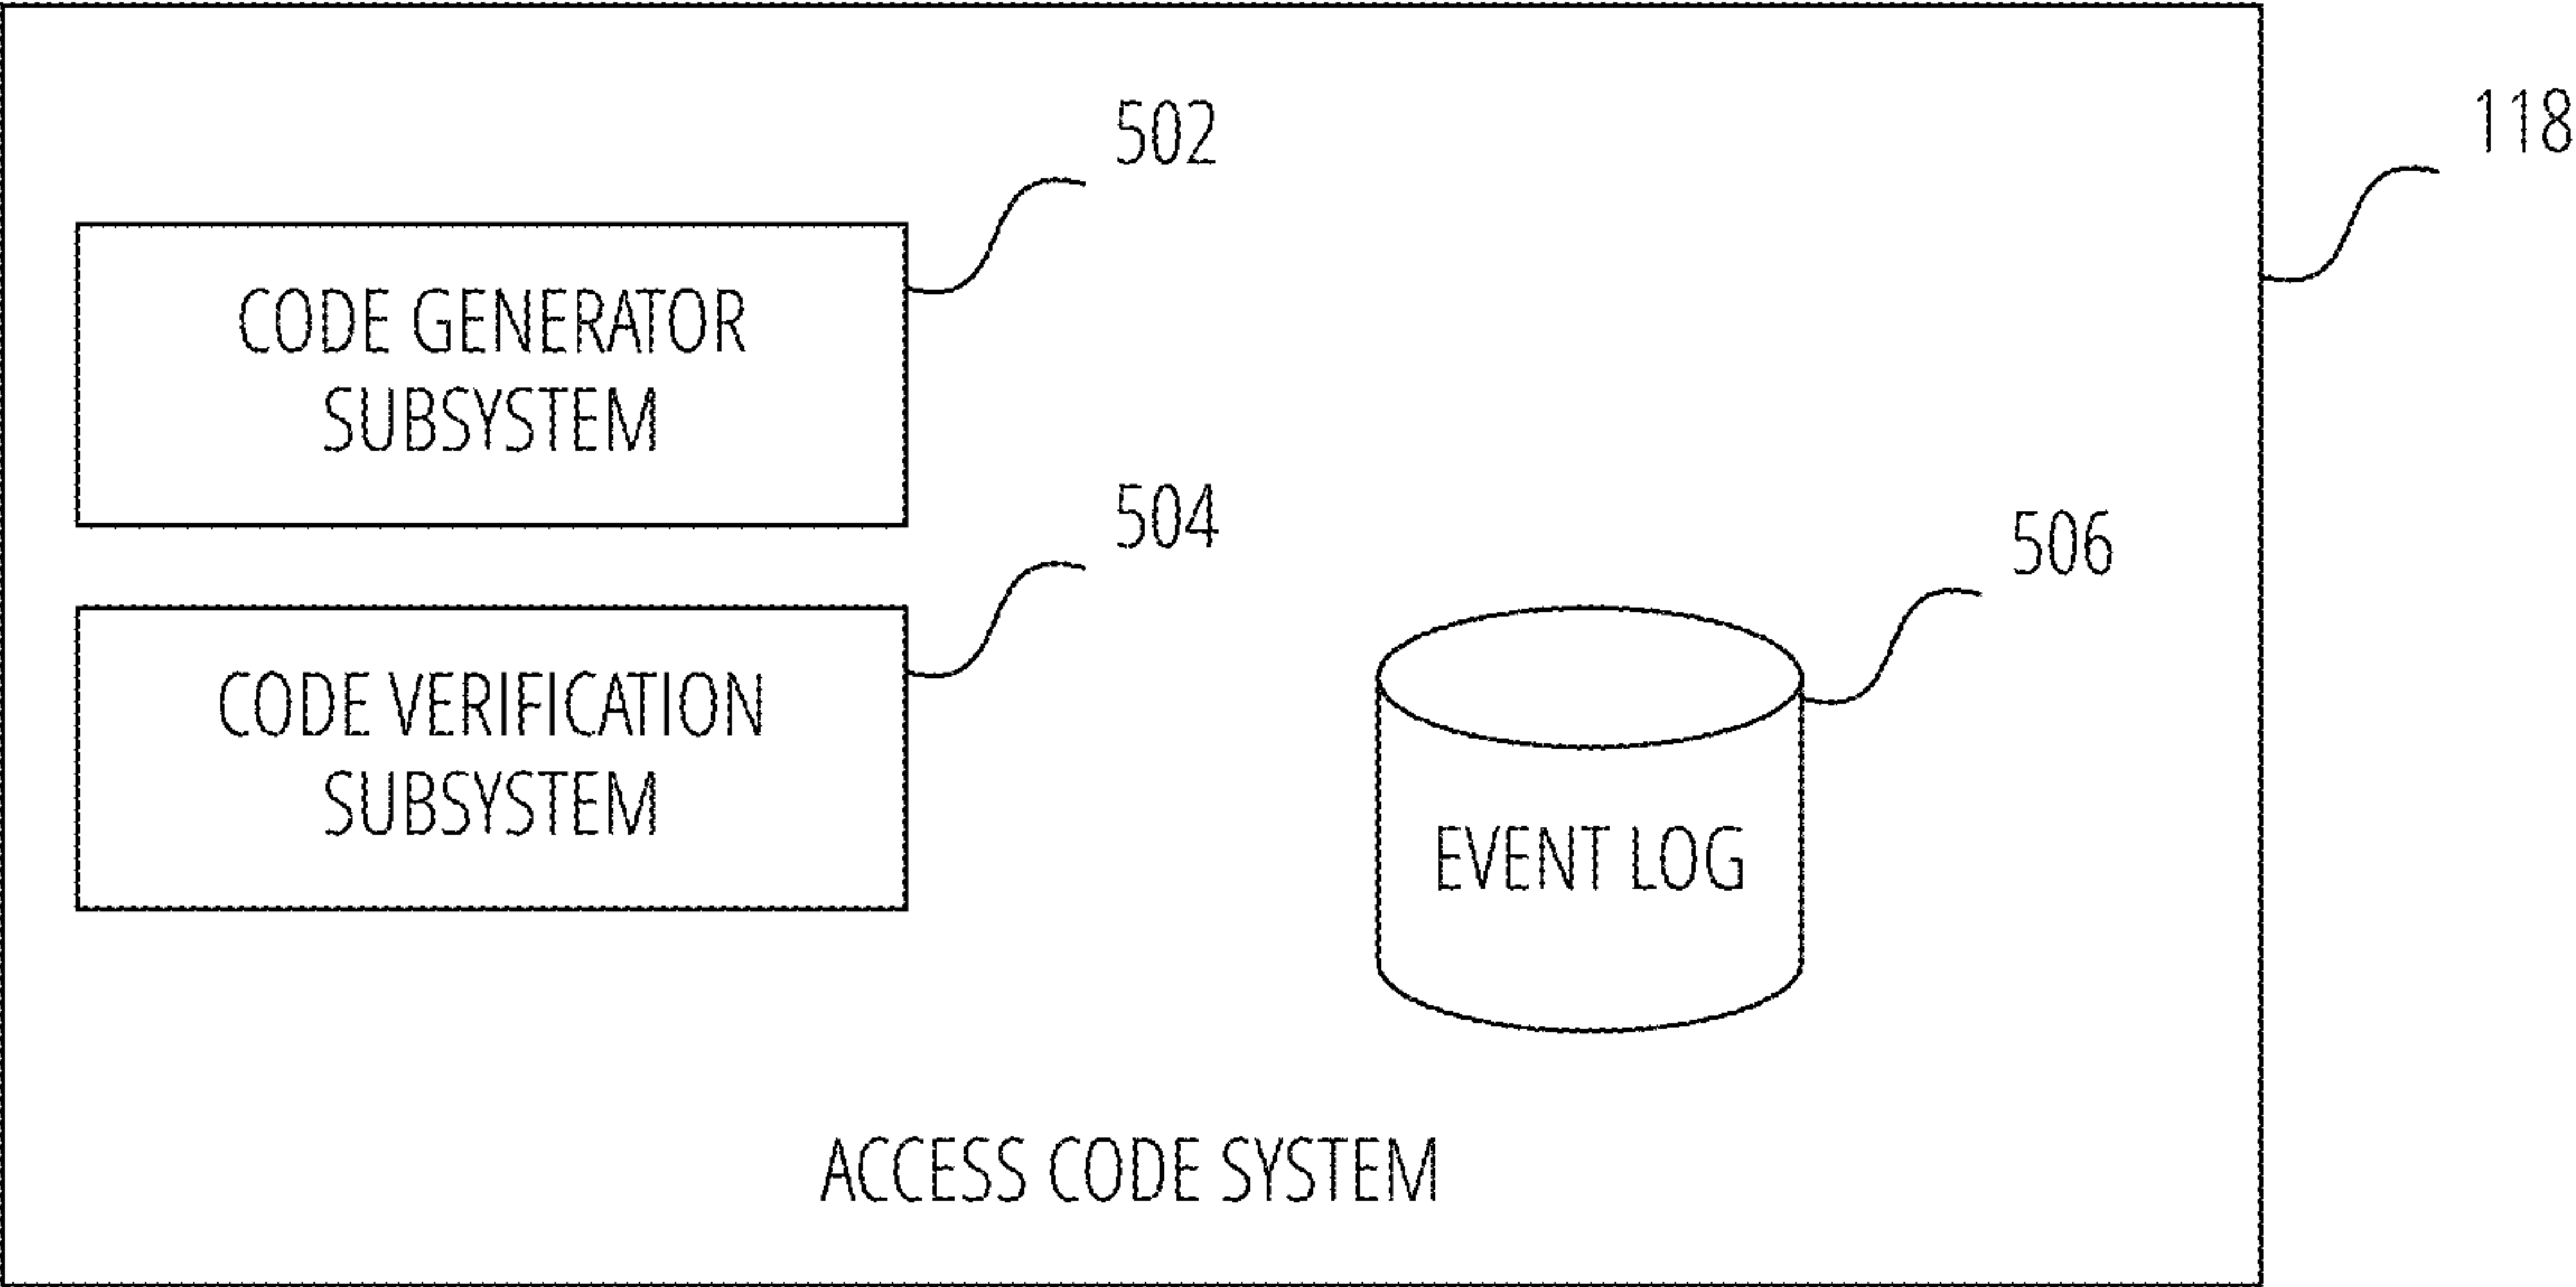 118
502
CODE GENERATOR
SUBSYSTEM
504
506
CODE VERIFICATION
SUBSYSTEM
EVENT LOG
ACCESS CODE SYSTEM